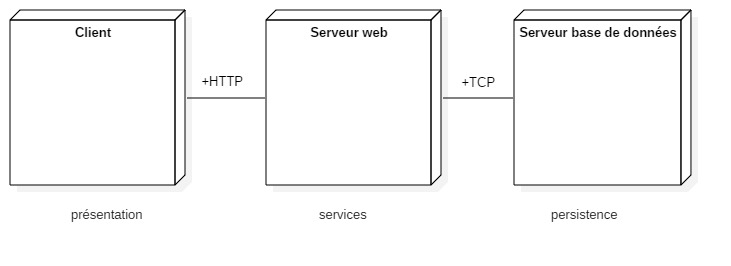 Client
Serveur web
Serveur base de données
+HTTP
+TCP
présentation
services
persistence